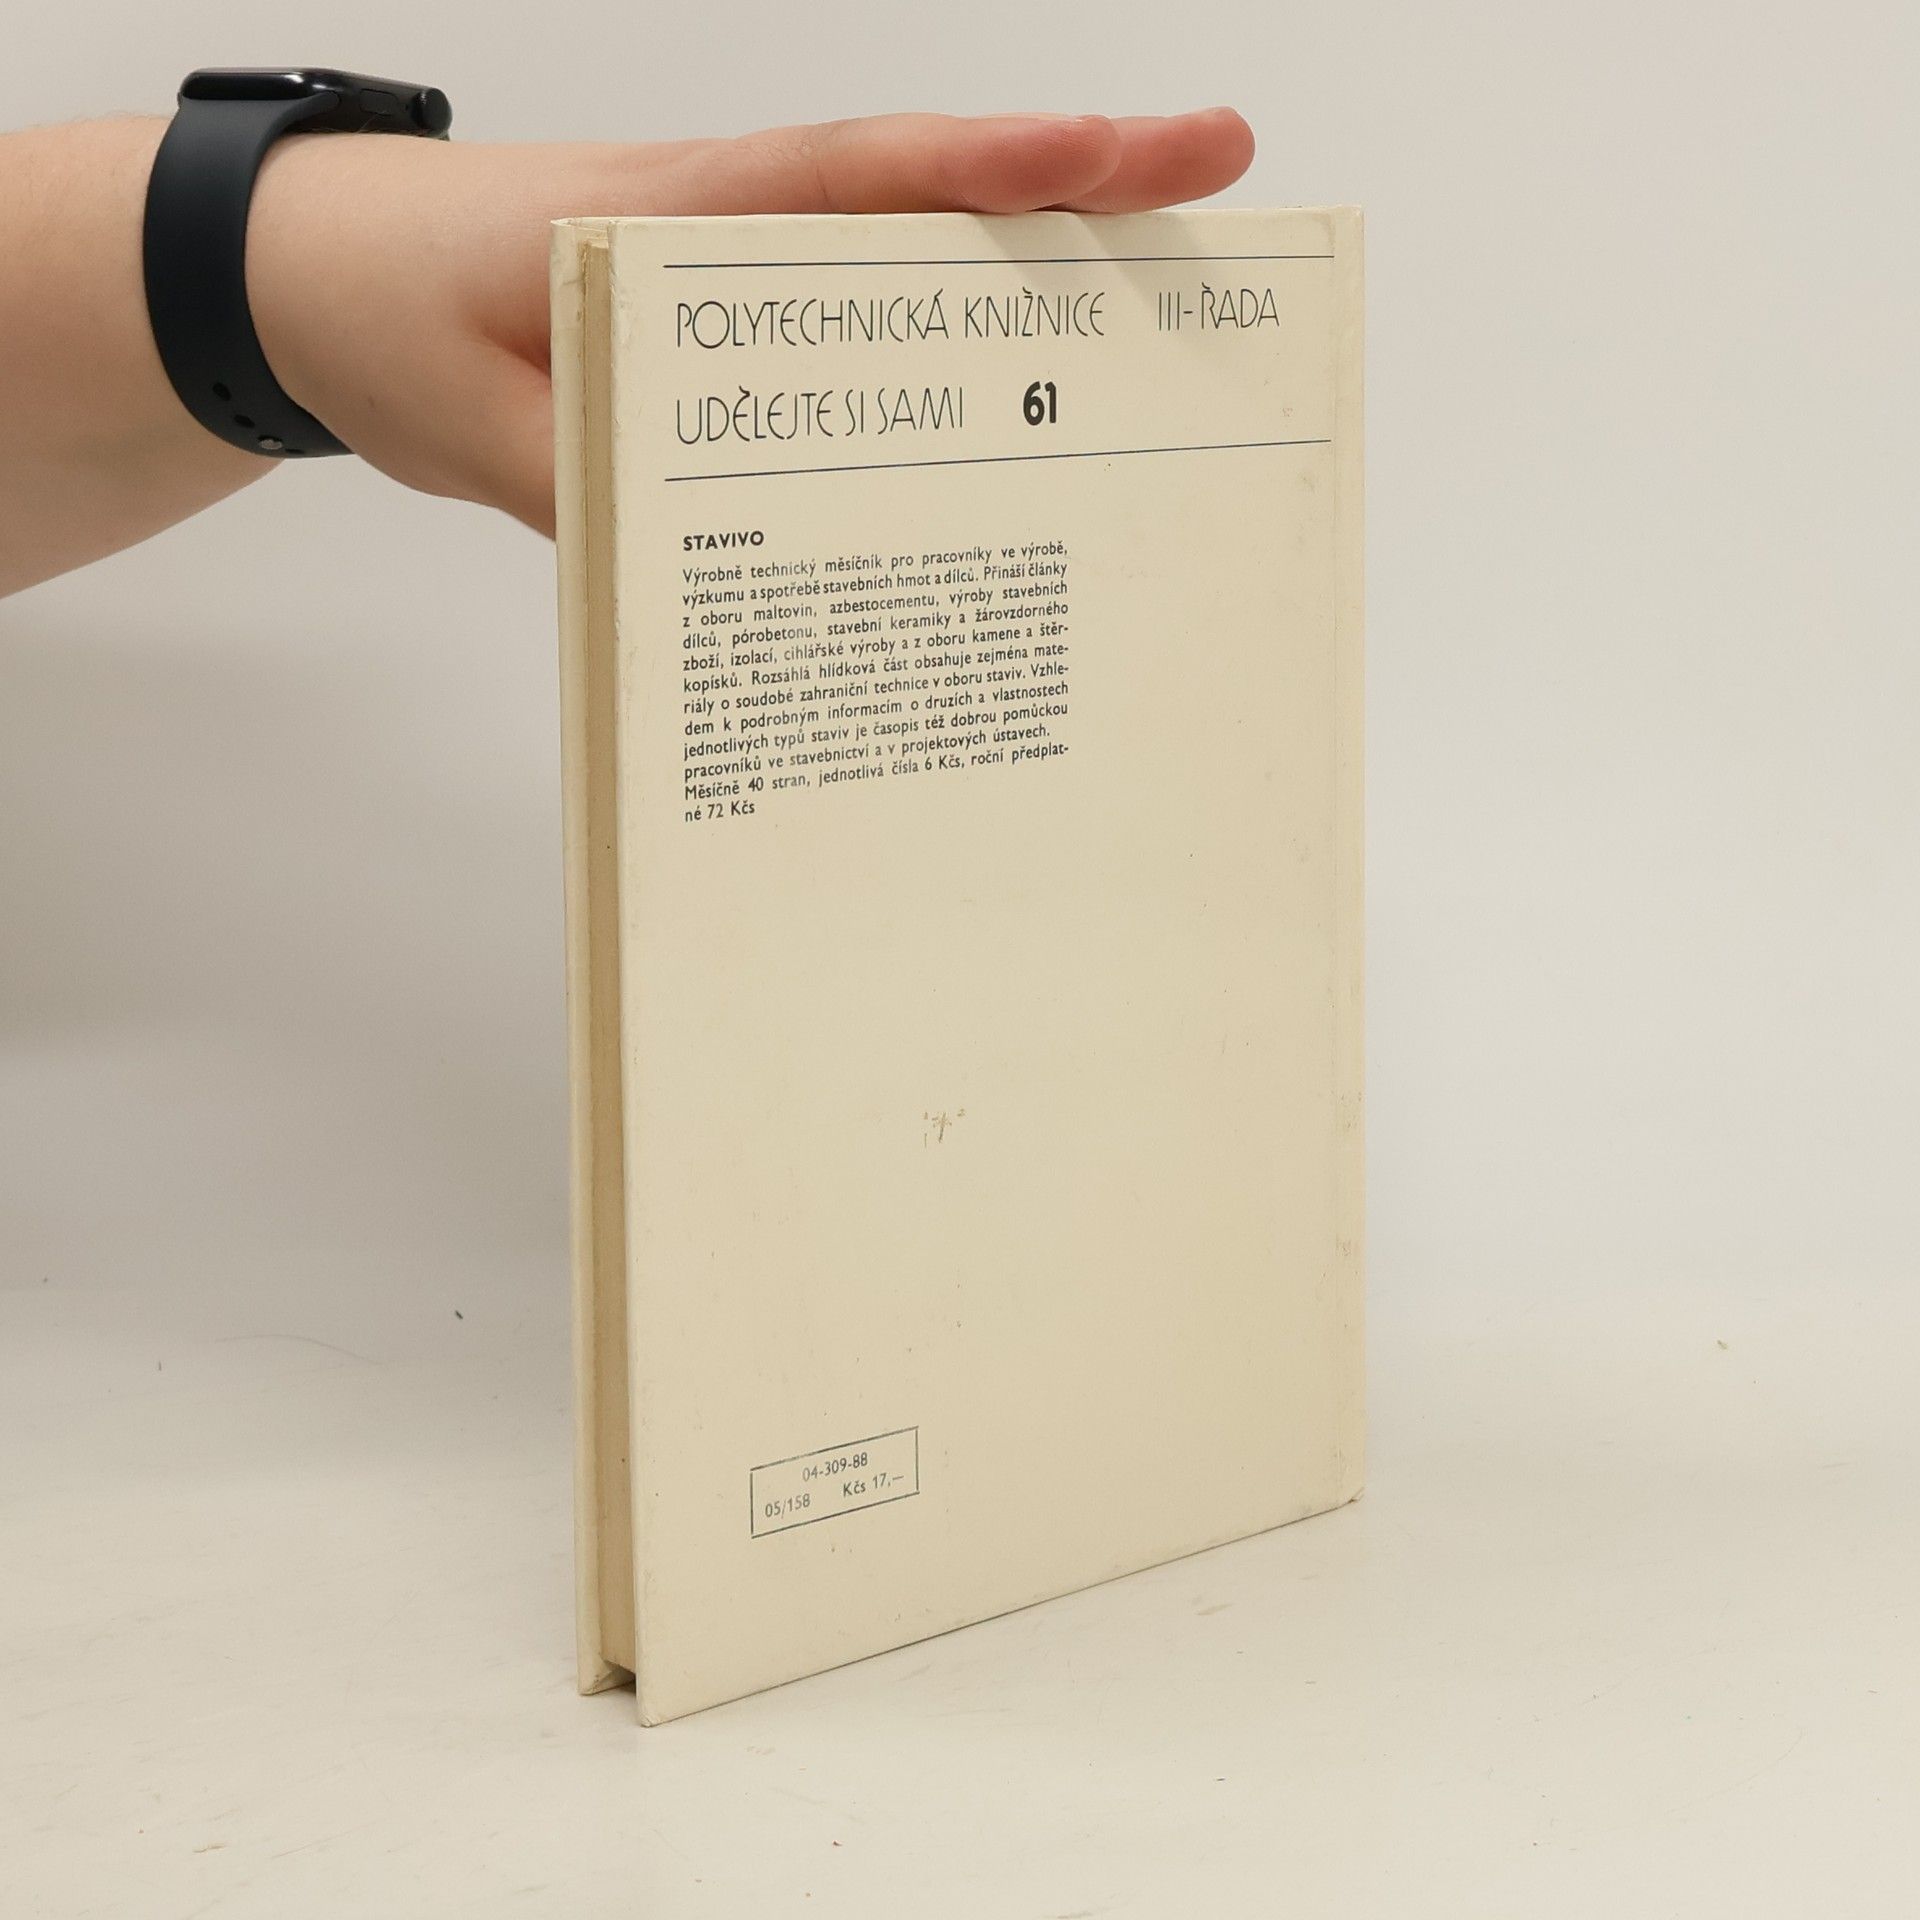 POLYTECHNICKÁ KNIŽNICE III-ŘADA
UDĚLEJTE SI SAMI 61
STAVIVO
Výrobně technický měsíčník pro pracovníky ve výrobě,
výzkumu a spotřebě stavebních hmot a dílců. Přináší články
z oboru maltovin, azbestocementu, výroby stavebních
dílců, pórobetonu, stavební keramiky a žárovzdorného
zboží, izolací, cihlářské výroby a z oboru kamene a štěr-
kopísků. Rozsáhlá hlídková část obsahuje zejména mate-
riály o soudobé zahraniční technice v oboru staviv. Vzhle-
dem k podrobným informacím o druzích a vlastnostech
jednotlivých typů staviv je časopis též dobrou pomůckou
pracovníků ve stavebnictví a v projektových ústavech.
Měsíčně 40 stran, jednotlivá čísla 6 Kčs, roční předplat-
né 72 Kčs
04-309-88
05/158 Kčs 17,—